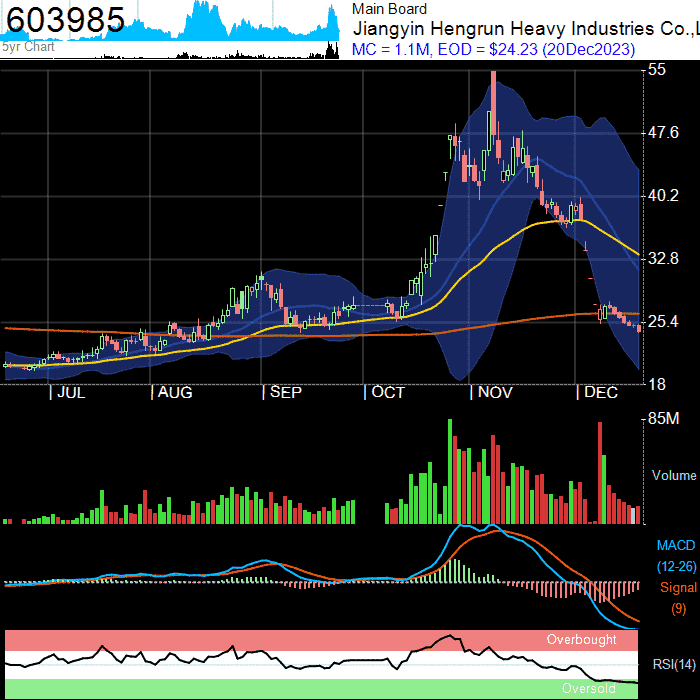 603985
5yr Chart
Main Board
Jiangyin Hengrun Heavy Industries Co.,L
MC = 1.1M, EOD = $24.23 (20Dec2023)
55
47.6
40.2
32.8
25.4
18
JUL
AUG
SEP
OCT
NOV
DEC
85M
Volume
MACD
(12-26)
Signal
(9)
Overbought
RSI(14)
Oversold